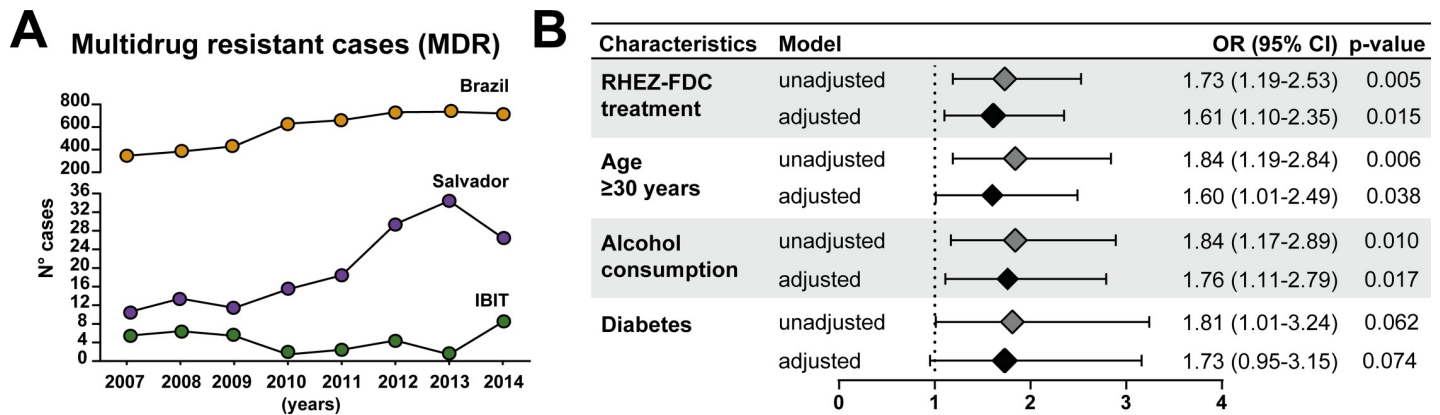 A
Multidrug resistant cases (MDR)
Brazil
800
600
400
200
Salvador
36
32
28
24
20
16
12
8
4
0
N° cases
IBIT
2007 2008 2009 2010 2011 2012 2013 2014
(years)
B
Characteristics Model OR (95% CI) p-value
RHEZ-FDC
treatment
unadjusted 1.73 (1.19-2.53) 0.005
adjusted 1.61 (1.10-2.35) 0.015
Age
≥30 years
unadjusted 1.84 (1.19-2.84) 0.006
adjusted 1.60 (1.01-2.49) 0.038
Alcohol
consumption
unadjusted 1.84 (1.17-2.89) 0.010
adjusted 1.76 (1.11-2.79) 0.017
Diabetes
unadjusted 1.81 (1.01-3.24) 0.062
adjusted 1.73 (0.95-3.15) 0.074
0 1 2 3 4